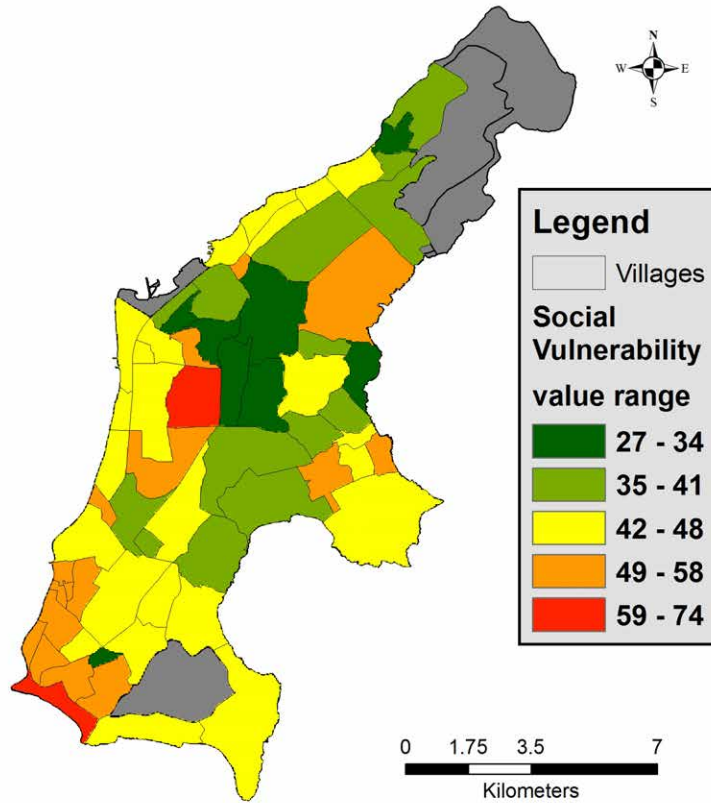 N
W E
S
Legend
Villages
Social
Vulnerability
value range
27 - 34
35 - 41
42 - 48
49 - 58
59 - 74
0 1.75 3.5 7
Kilometers